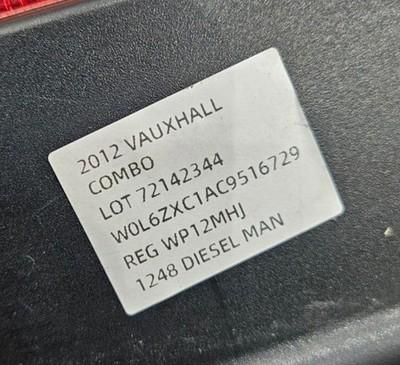 2012 VAUXHALL
COMBO
LOT 72142344
W0L6ZXC1AC9516729
REG WP12MHJ
1248 DIESEL MAN